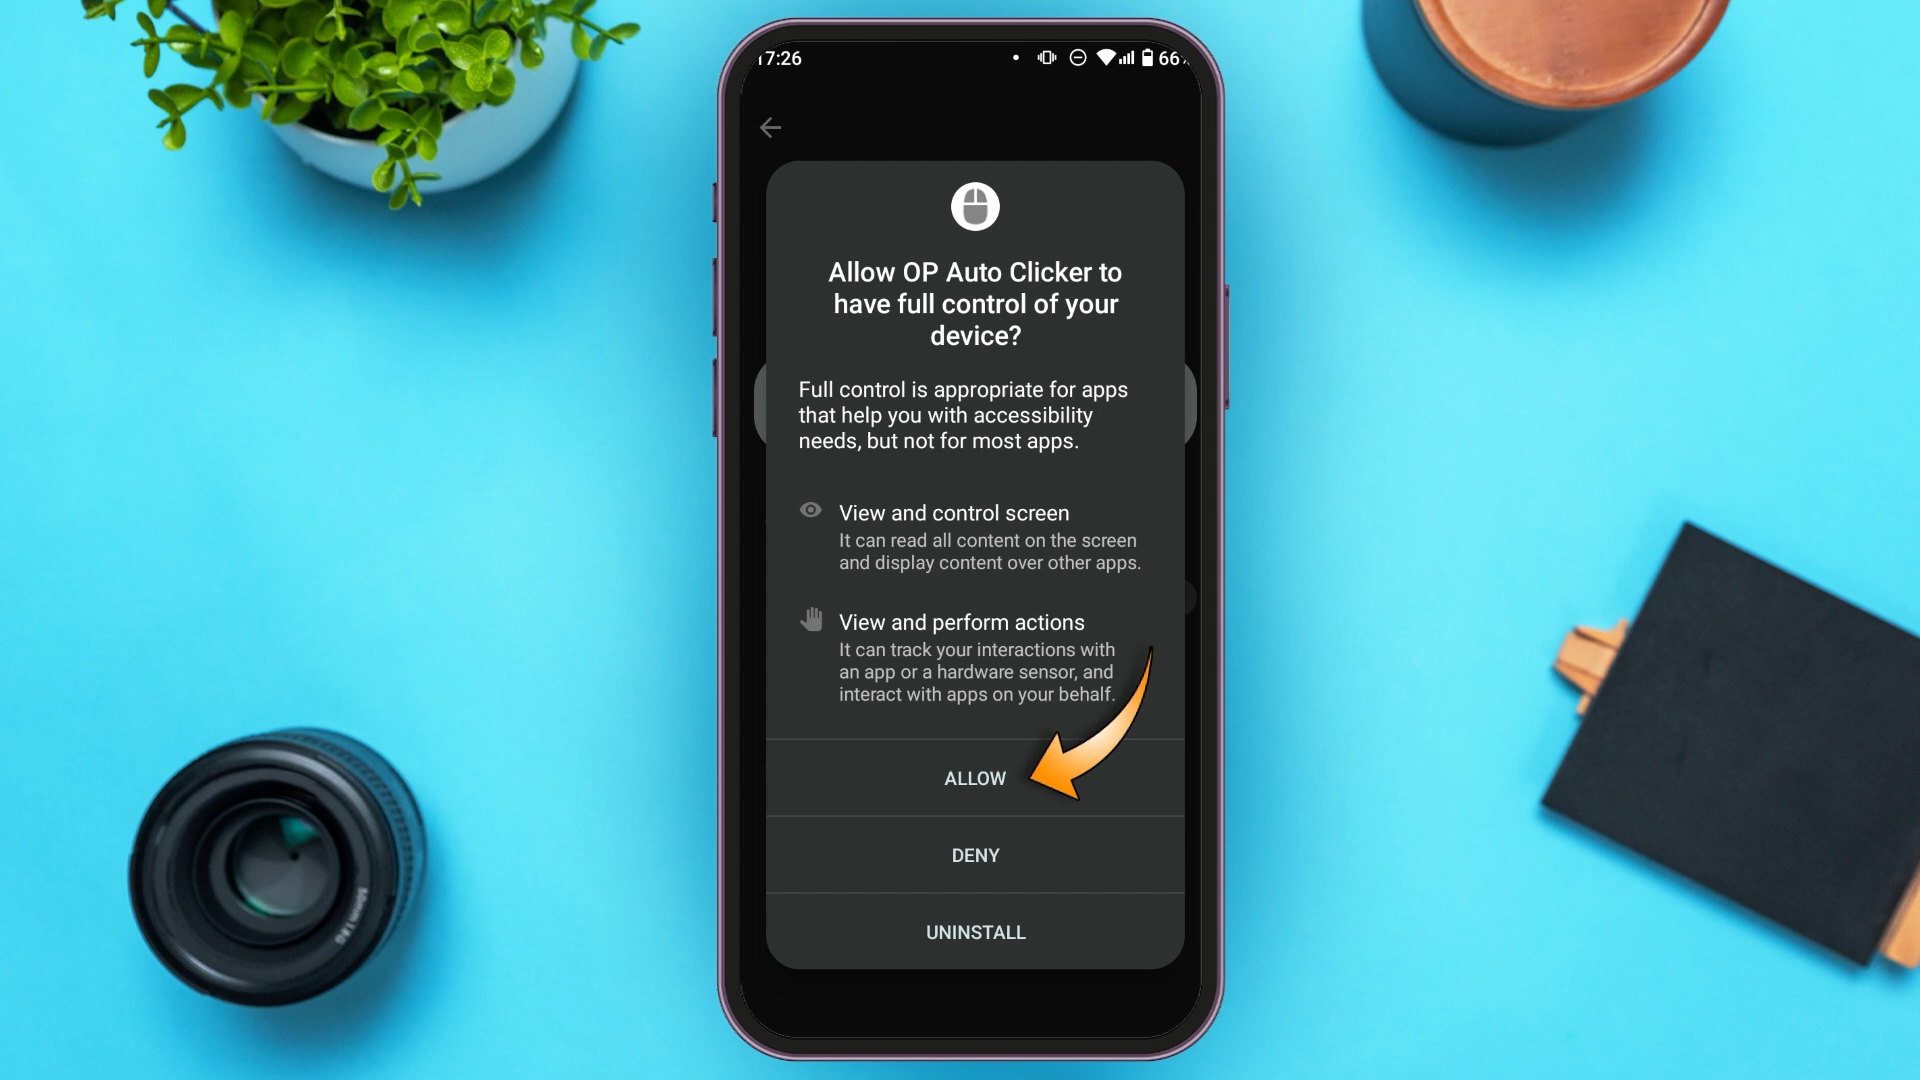 17:26
66
Allow OP Auto Clicker to
have full control of your
device?
Full control is appropriate for apps
that help you with accessibility
needs, but not for most apps.
View and control screen
It can read all content on the screen
and display content over other apps.
View and perform actions
It can track your interactions with
an app or a hardware sensor, and
interact with apps on your behalf.
ALLOW
DENY
UNINSTALL